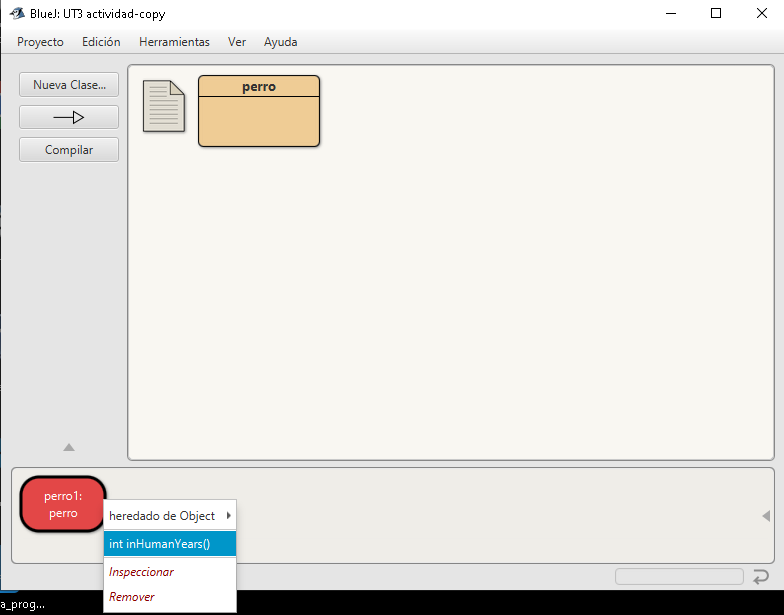 BlueJ: UT3 actividad-copy
Proyecto Edición Herramientas Ver Ayuda
Nueva Clase...
Compilar
perro
perro1:
perro
heredado de Object
int inHumanYears()
Inspeccionar
Remover
a_prog...